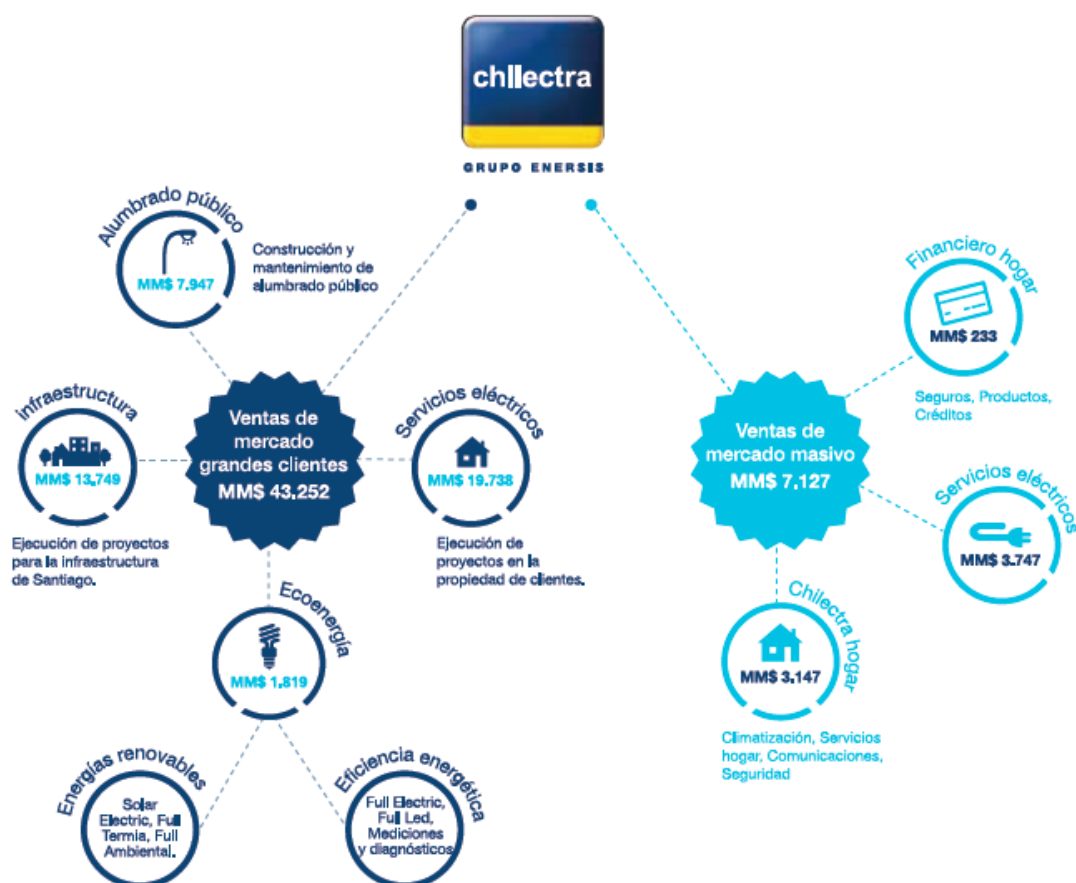 chilectra
GRUPO ENERSIS
Alumbrado público
MM$ 7.947
Construcción y
mantenimiento de
alumbrado público
infraestructura
MM$ 13,749
Ejecución de proyectos
para la infraestructura
de Santiago.
Ventas de
mercado
grandes clientes
MM$ 43.252
Servicios eléctricos
MM$ 19.738
Ejecución de
proyectos en la
propiedad de clientes.
Ecoenergía
MM$ 1.819
Energías renovables
Solar
Electric, Full
Termia, Full
Ambiental.
Eficiencia energética
Full Electric,
Full Led,
Mediciones
y diagnósticos
Ventas de
mercado masivo
MM$ 7,127
Financiero hogar
MM$ 233
Seguros, Productos,
Créditos
Servicios eléctricos
MM$ 3.747
Chilectra hogar
MM$ 3.147
Climatización, Servicios
hogar, Comunicaciones,
Seguridad